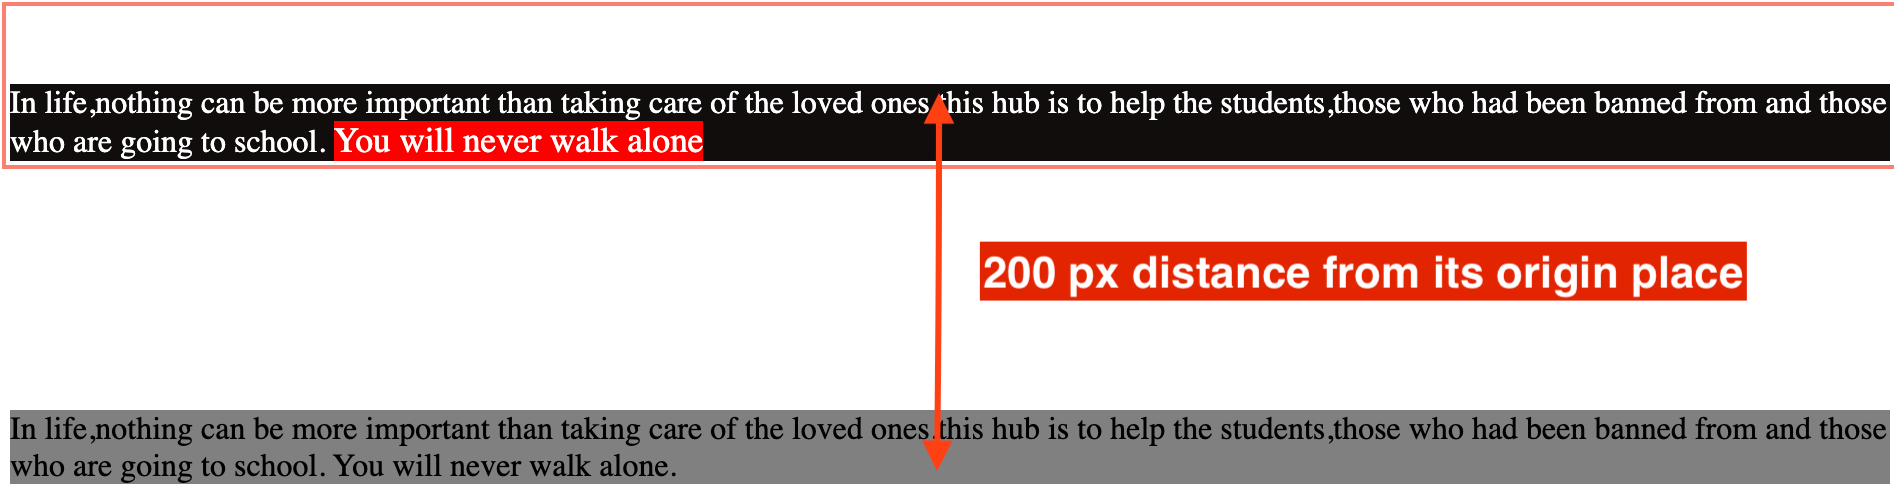 In life,nothing can be more important than taking care of the loved ones,this hub is to help the students,those who had been banned from and those
who are going to school. You will never walk alone
200 px distance from its origin place
In life,nothing can be more important than taking care of the loved ones,this hub is to help the students,those who had been banned from and those
who are going to school. You will never walk alone.